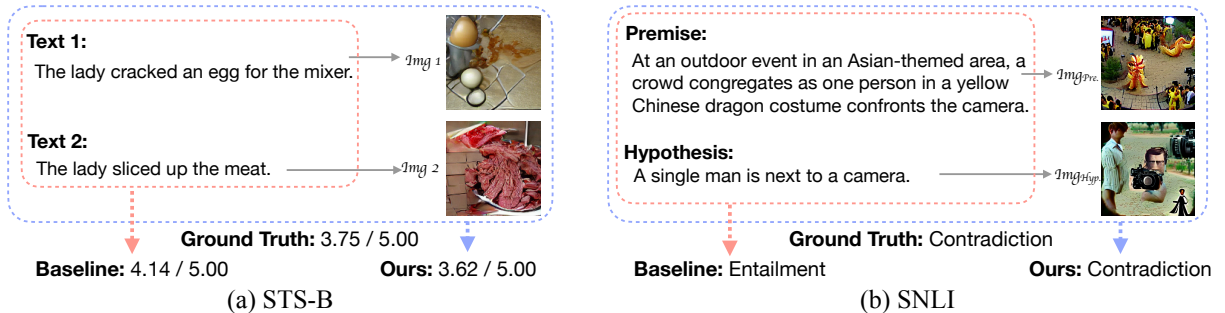 Text 1:
The lady cracked an egg for the mixer.
Img 1
Text 2:
The lady sliced up the meat.
Img 2
Ground Truth: 3.75 / 5.00
Baseline: 4.14 / 5.00
Ours: 3.62 / 5.00
(a) STS-B
Premise:
At an outdoor event in an Asian-themed area, a
crowd congregates as one person in a yellow
Chinese dragon costume confronts the camera.
Img Pre.
Hypothesis:
A single man is next to a camera.
Img Hyp.
Ground Truth: Contradiction
Baseline: Entailment
Ours: Contradiction
(b) SNLI